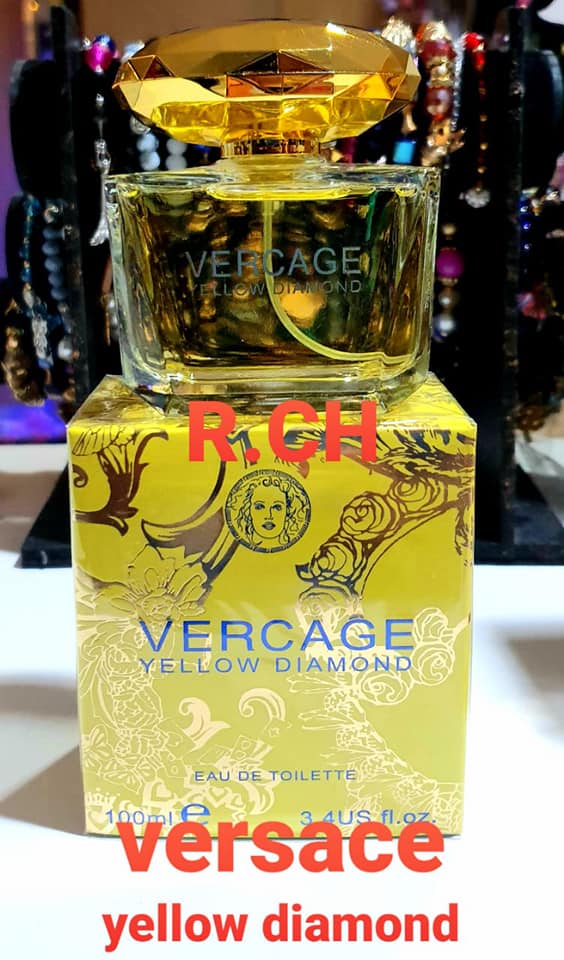 VERCAGE
YELLOW DIAMOND
R.CH
VERCAGE
YELLOW DIAMOND
EAU DE TOILETTE
100ml e 3.4US fl.oz.
versace
yellow diamond